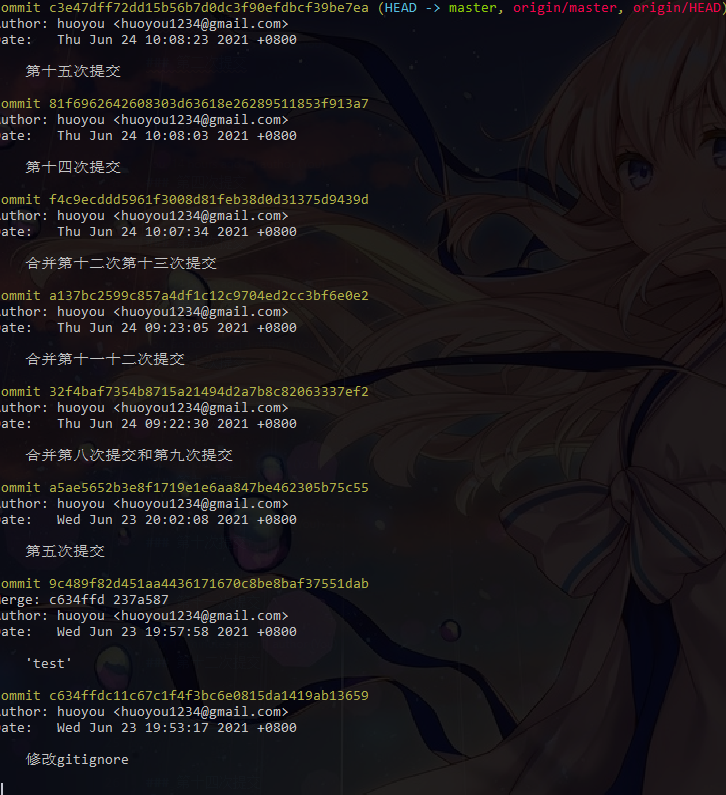 ommit c3e47dff72dd15b56b7d0dc3f90efdbcf39be7ea (HEAD -> master, origin/master, origin/HEAD)
uthor: huoyou <huoyou1234@gmail.com>
ate: Thu Jun 24 10:08:23 2021 +0800
第十五次提交
ommit 81f6962642608303d63618e26289511853f913a7
uthor: huoyou <huoyou1234@gmail.com>
ate: Thu Jun 24 10:08:03 2021 +0800
第十四次提交
ommit f4c9ecddd5961f3008d81feb38d0d31375d9439d
uthor: huoyou <huoyou1234@gmail.com>
ate: Thu Jun 24 10:07:34 2021 +0800
合并第十二次第十三次提交
ommit a137bc2599c857a4df1c12c9704ed2cc3bf6e0e2
uthor: huoyou <huoyou1234@gmail.com>
ate: Thu Jun 24 09:23:05 2021 +0800
合并第十一十二次提交
ommit 32f4baf7354b8715a21494d2a7b8c82063337ef2
uthor: huoyou <huoyou1234@gmail.com>
ate: Thu Jun 24 09:22:30 2021 +0800
合并第八次提交和第九次提交
ommit a5ae5652b3e8f1719e1e6aa847be462305b75c55
uthor: huoyou <huoyou1234@gmail.com>
ate: Wed Jun 23 20:02:08 2021 +0800
第五次提交
ommit 9c489f82d451aa4436171670c8be8baf37551dab
erge: c634ffd 237a587
uthor: huoyou <huoyou1234@gmail.com>
ate: Wed Jun 23 19:57:58 2021 +0800
'test'
ommit c634ffdc11c67c1f4f3bc6e0815da1419ab13659
uthor: huoyou <huoyou1234@gmail.com>
ate: Wed Jun 23 19:53:17 2021 +0800
修改gitignore